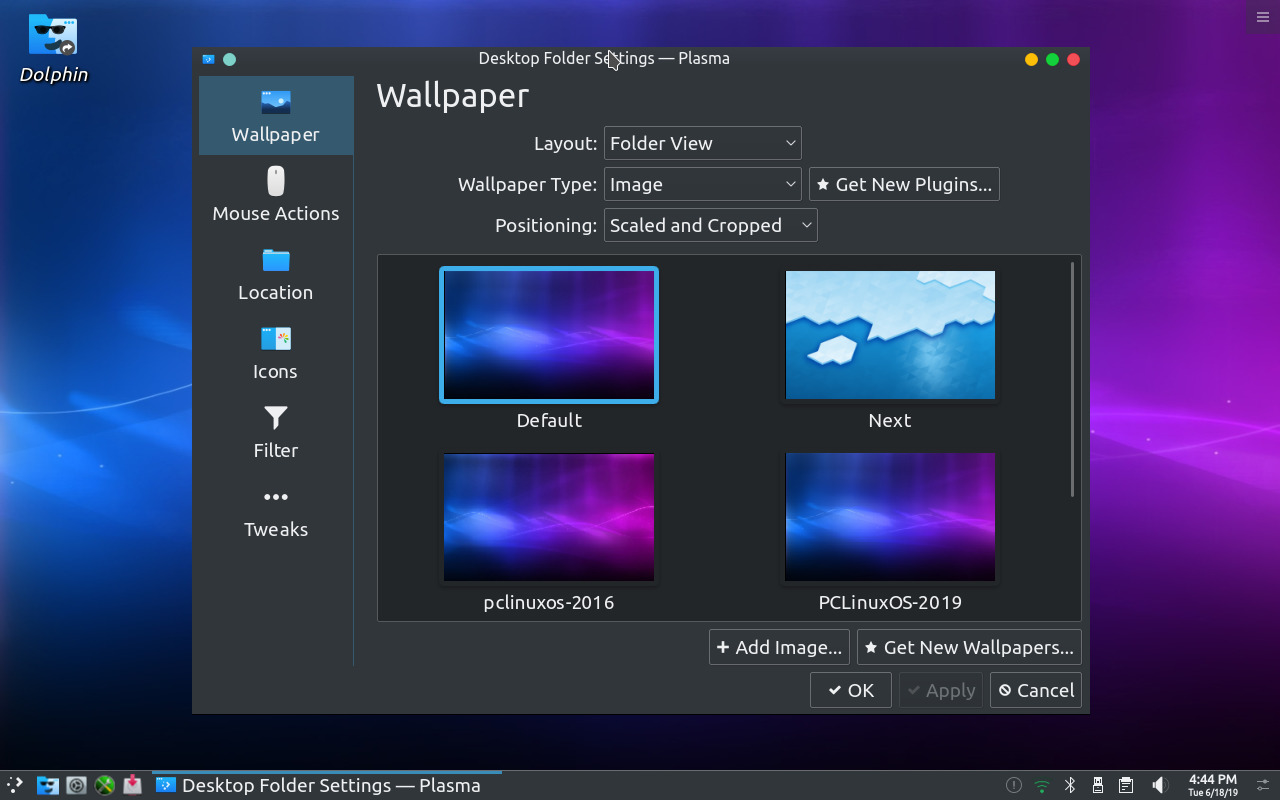 Dolphin
Desktop Folder Settings — Plasma
Wallpaper
Mouse Actions
Location
Icons
Filter
Tweaks
Wallpaper
Layout: Folder View
Wallpaper Type: Image Get New Plugins...
Positioning: Scaled and Cropped
Default Next
pclinuxos-2016 PCLinuxOS-2019
Add Image... Get New Wallpapers...
OK Apply Cancel
Desktop Folder Settings — Plasma
4:44 PM
Tue 6/18/19